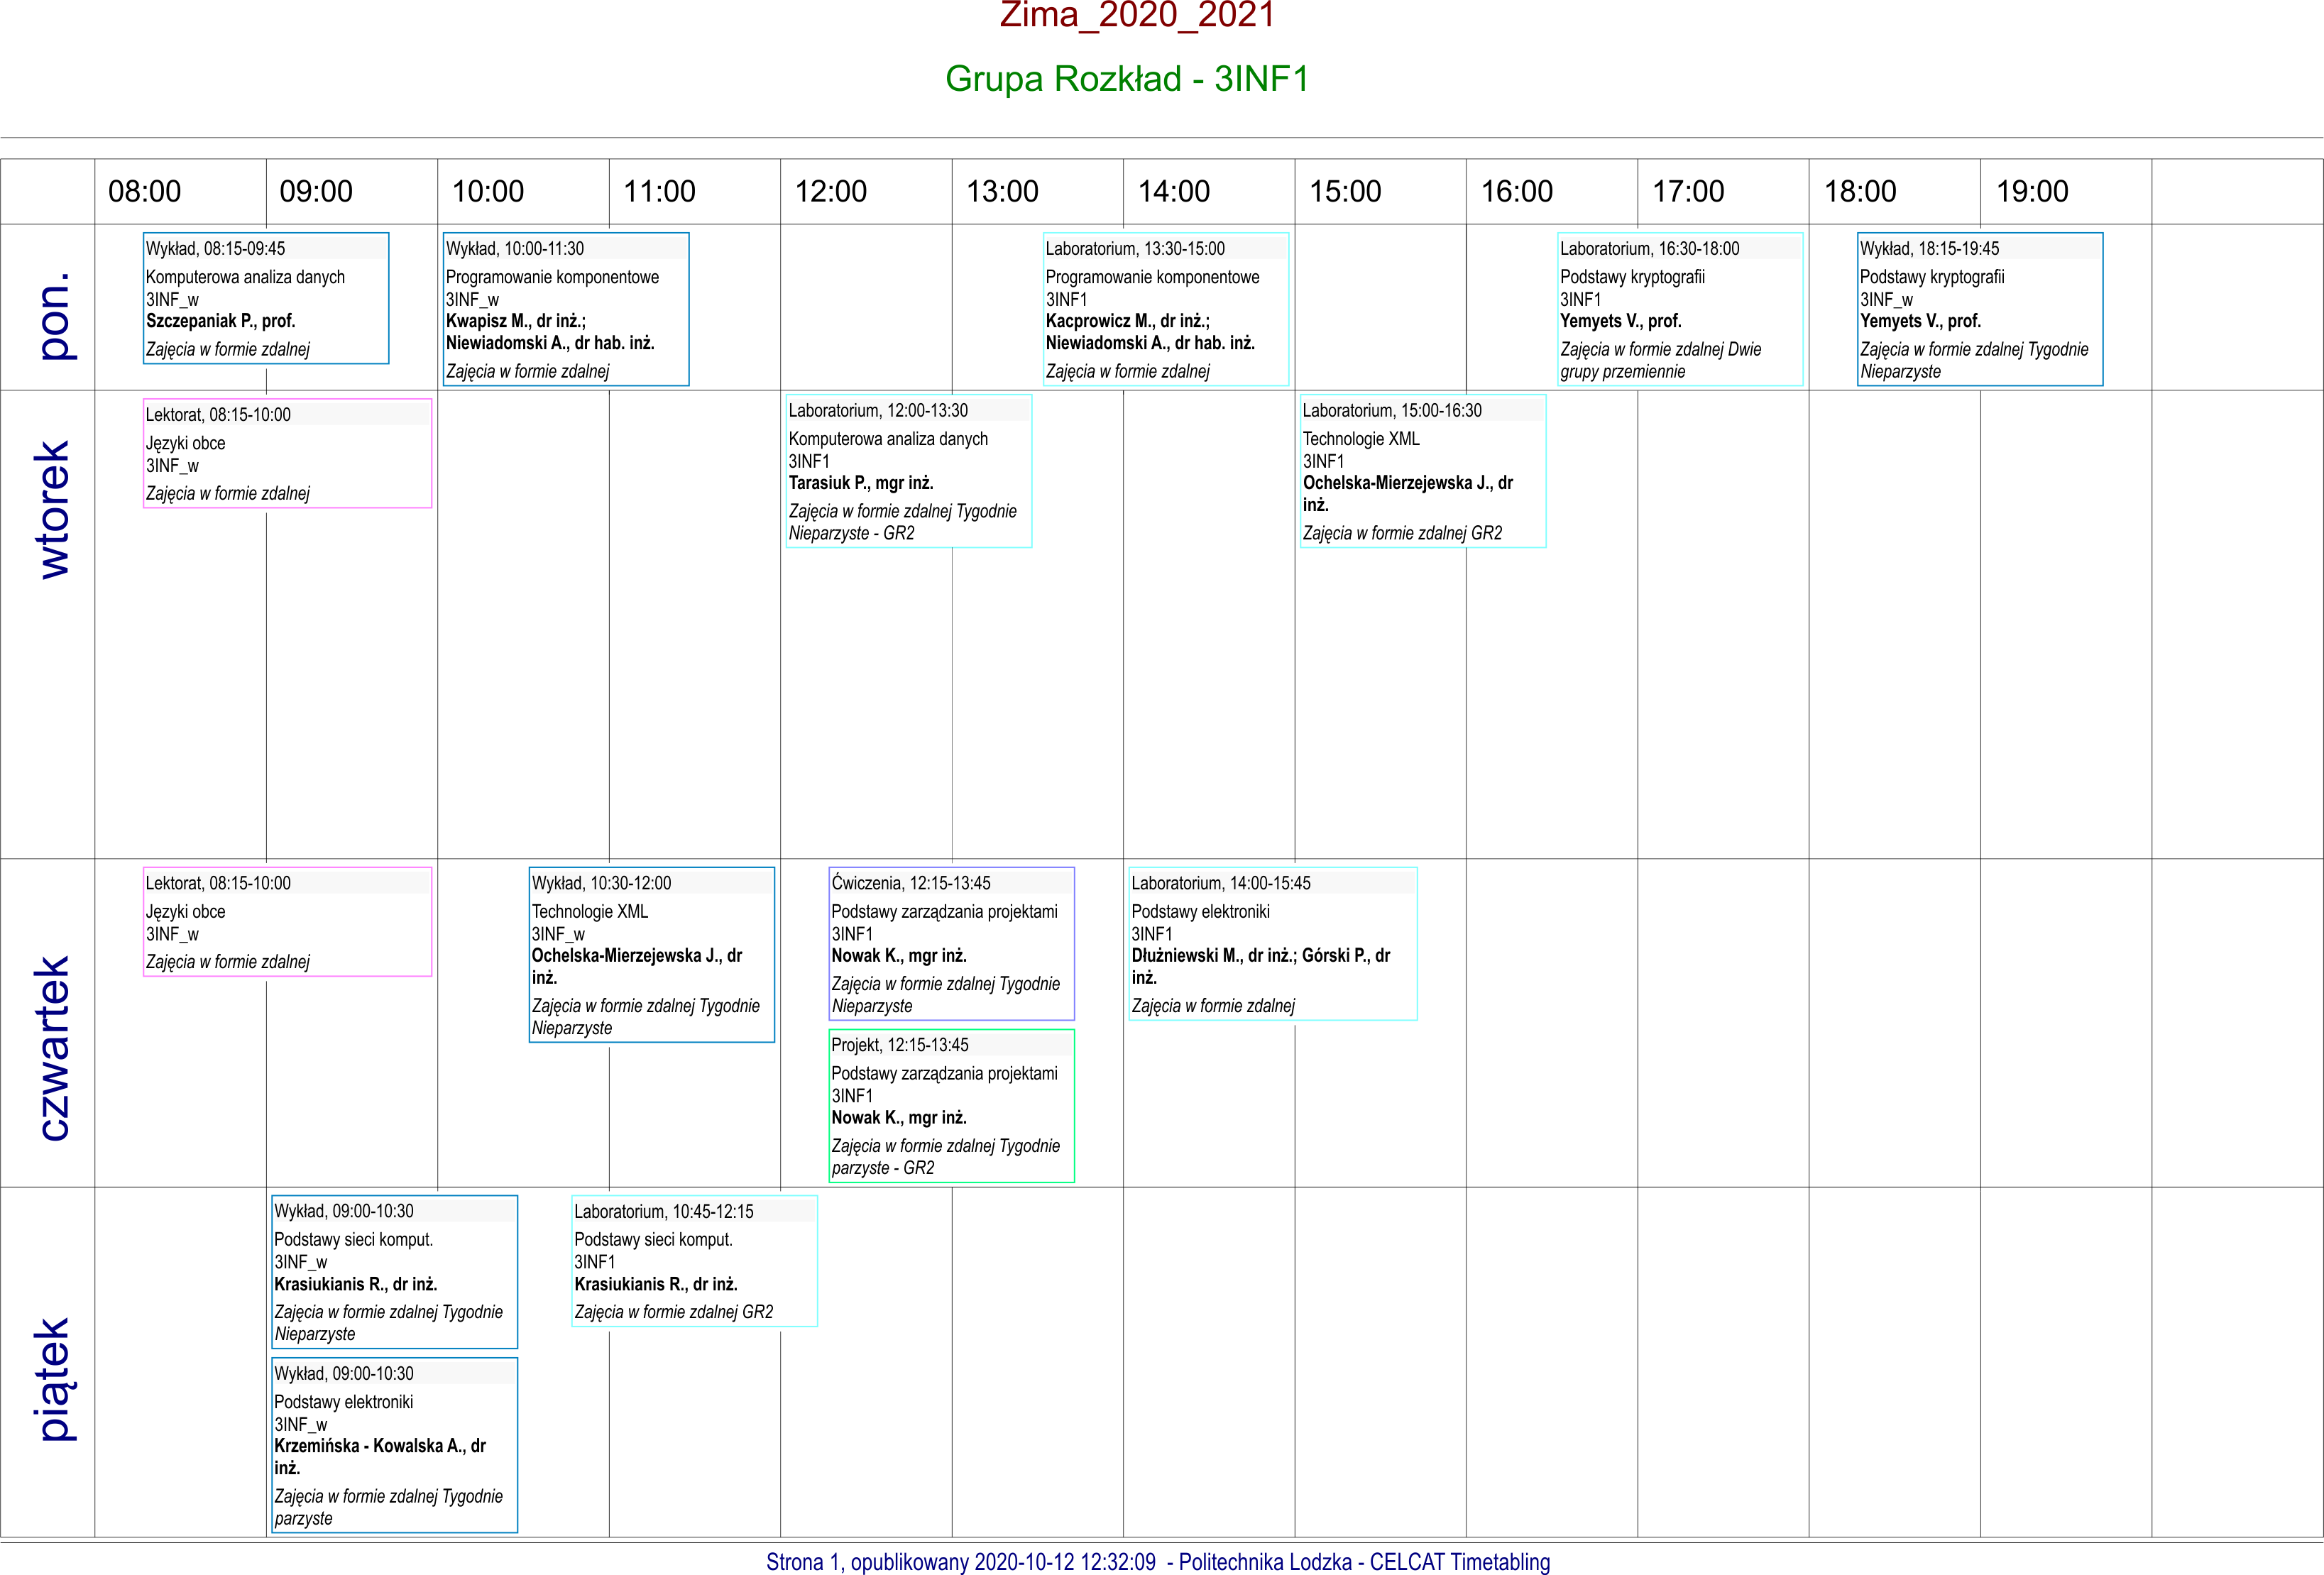 Zima_2020_2021
Grupa Rozkład - 3INF1
08:00 09:00 10:00 11:00 12:00 13:00 14:00 15:00 16:00 17:00 18:00 19:00
pon.
Wykład, 08:15-09:45
Komputerowa analiza danych
3INF_w
Szczepaniak P., prof.
Zajęcia w formie zdalnej
Wykład, 10:00-11:30
Programowanie komponentowe
3INF_w
Kwapisz M., dr inż.;
Niewiadomski A., dr hab. inż.
Zajęcia w formie zdalnej
Laboratorium, 13:30-15:00
Programowanie komponentowe
3INF1
Kacprowicz M., dr inż.;
Niewiadomski A., dr hab. inż.
Zajęcia w formie zdalnej
Laboratorium, 16:30-18:00
Podstawy kryptografii
3INF1
Yemyets V., prof.
Zajęcia w formie zdalnej Dwie
grupy przemiennie
Wykład, 18:15-19:45
Podstawy kryptografii
3INF_w
Yemyets V., prof.
Zajęcia w formie zdalnej Tygodnie
Nieparzyste
wtorek
Lektorat, 08:15-10:00
Języki obce
3INF_w
Zajęcia w formie zdalnej
Laboratorium, 12:00-13:30
Komputerowa analiza danych
3INF1
Tarasiuk P., mgr inż.
Zajęcia w formie zdalnej Tygodnie
Nieparzyste - GR2
Laboratorium, 15:00-16:30
Technologie XML
3INF1
Ochelska-Mierzejewska J., dr
inż.
Zajęcia w formie zdalnej GR2
czwartek
Lektorat, 08:15-10:00
Języki obce
3INF_w
Zajęcia w formie zdalnej
Wykład, 10:30-12:00
Technologie XML
3INF_w
Ochelska-Mierzejewska J., dr
inż.
Zajęcia w formie zdalnej Tygodnie
Nieparzyste
Ćwiczenia, 12:15-13:45
Podstawy zarządzania projektami
3INF1
Nowak K., mgr inż.
Zajęcia w formie zdalnej Tygodnie
Nieparzyste
Projekt, 12:15-13:45
Podstawy zarządzania projektami
3INF1
Nowak K., mgr inż.
Zajęcia w formie zdalnej Tygodnie
parzyste - GR2
Laboratorium, 14:00-15:45
Podstawy elektroniki
3INF1
Dłużniewski M., dr inż.; Górski P., dr
inż.
Zajęcia w formie zdalnej
piątek
Wykład, 09:00-10:30
Podstawy sieci komput.
3INF_w
Krasiukianis R., dr inż.
Zajęcia w formie zdalnej Tygodnie
Nieparzyste
Wykład, 09:00-10:30
Podstawy elektroniki
3INF_w
Krzemińska - Kowalska A., dr
inż.
Zajęcia w formie zdalnej Tygodnie
parzyste
Laboratorium, 10:45-12:15
Podstawy sieci komput.
3INF1
Krasiukianis R., dr inż.
Zajęcia w formie zdalnej GR2
Strona 1, opublikowany 2020-10-12 12:32:09 - Politechnika Lodzka - CELCAT Timetabling